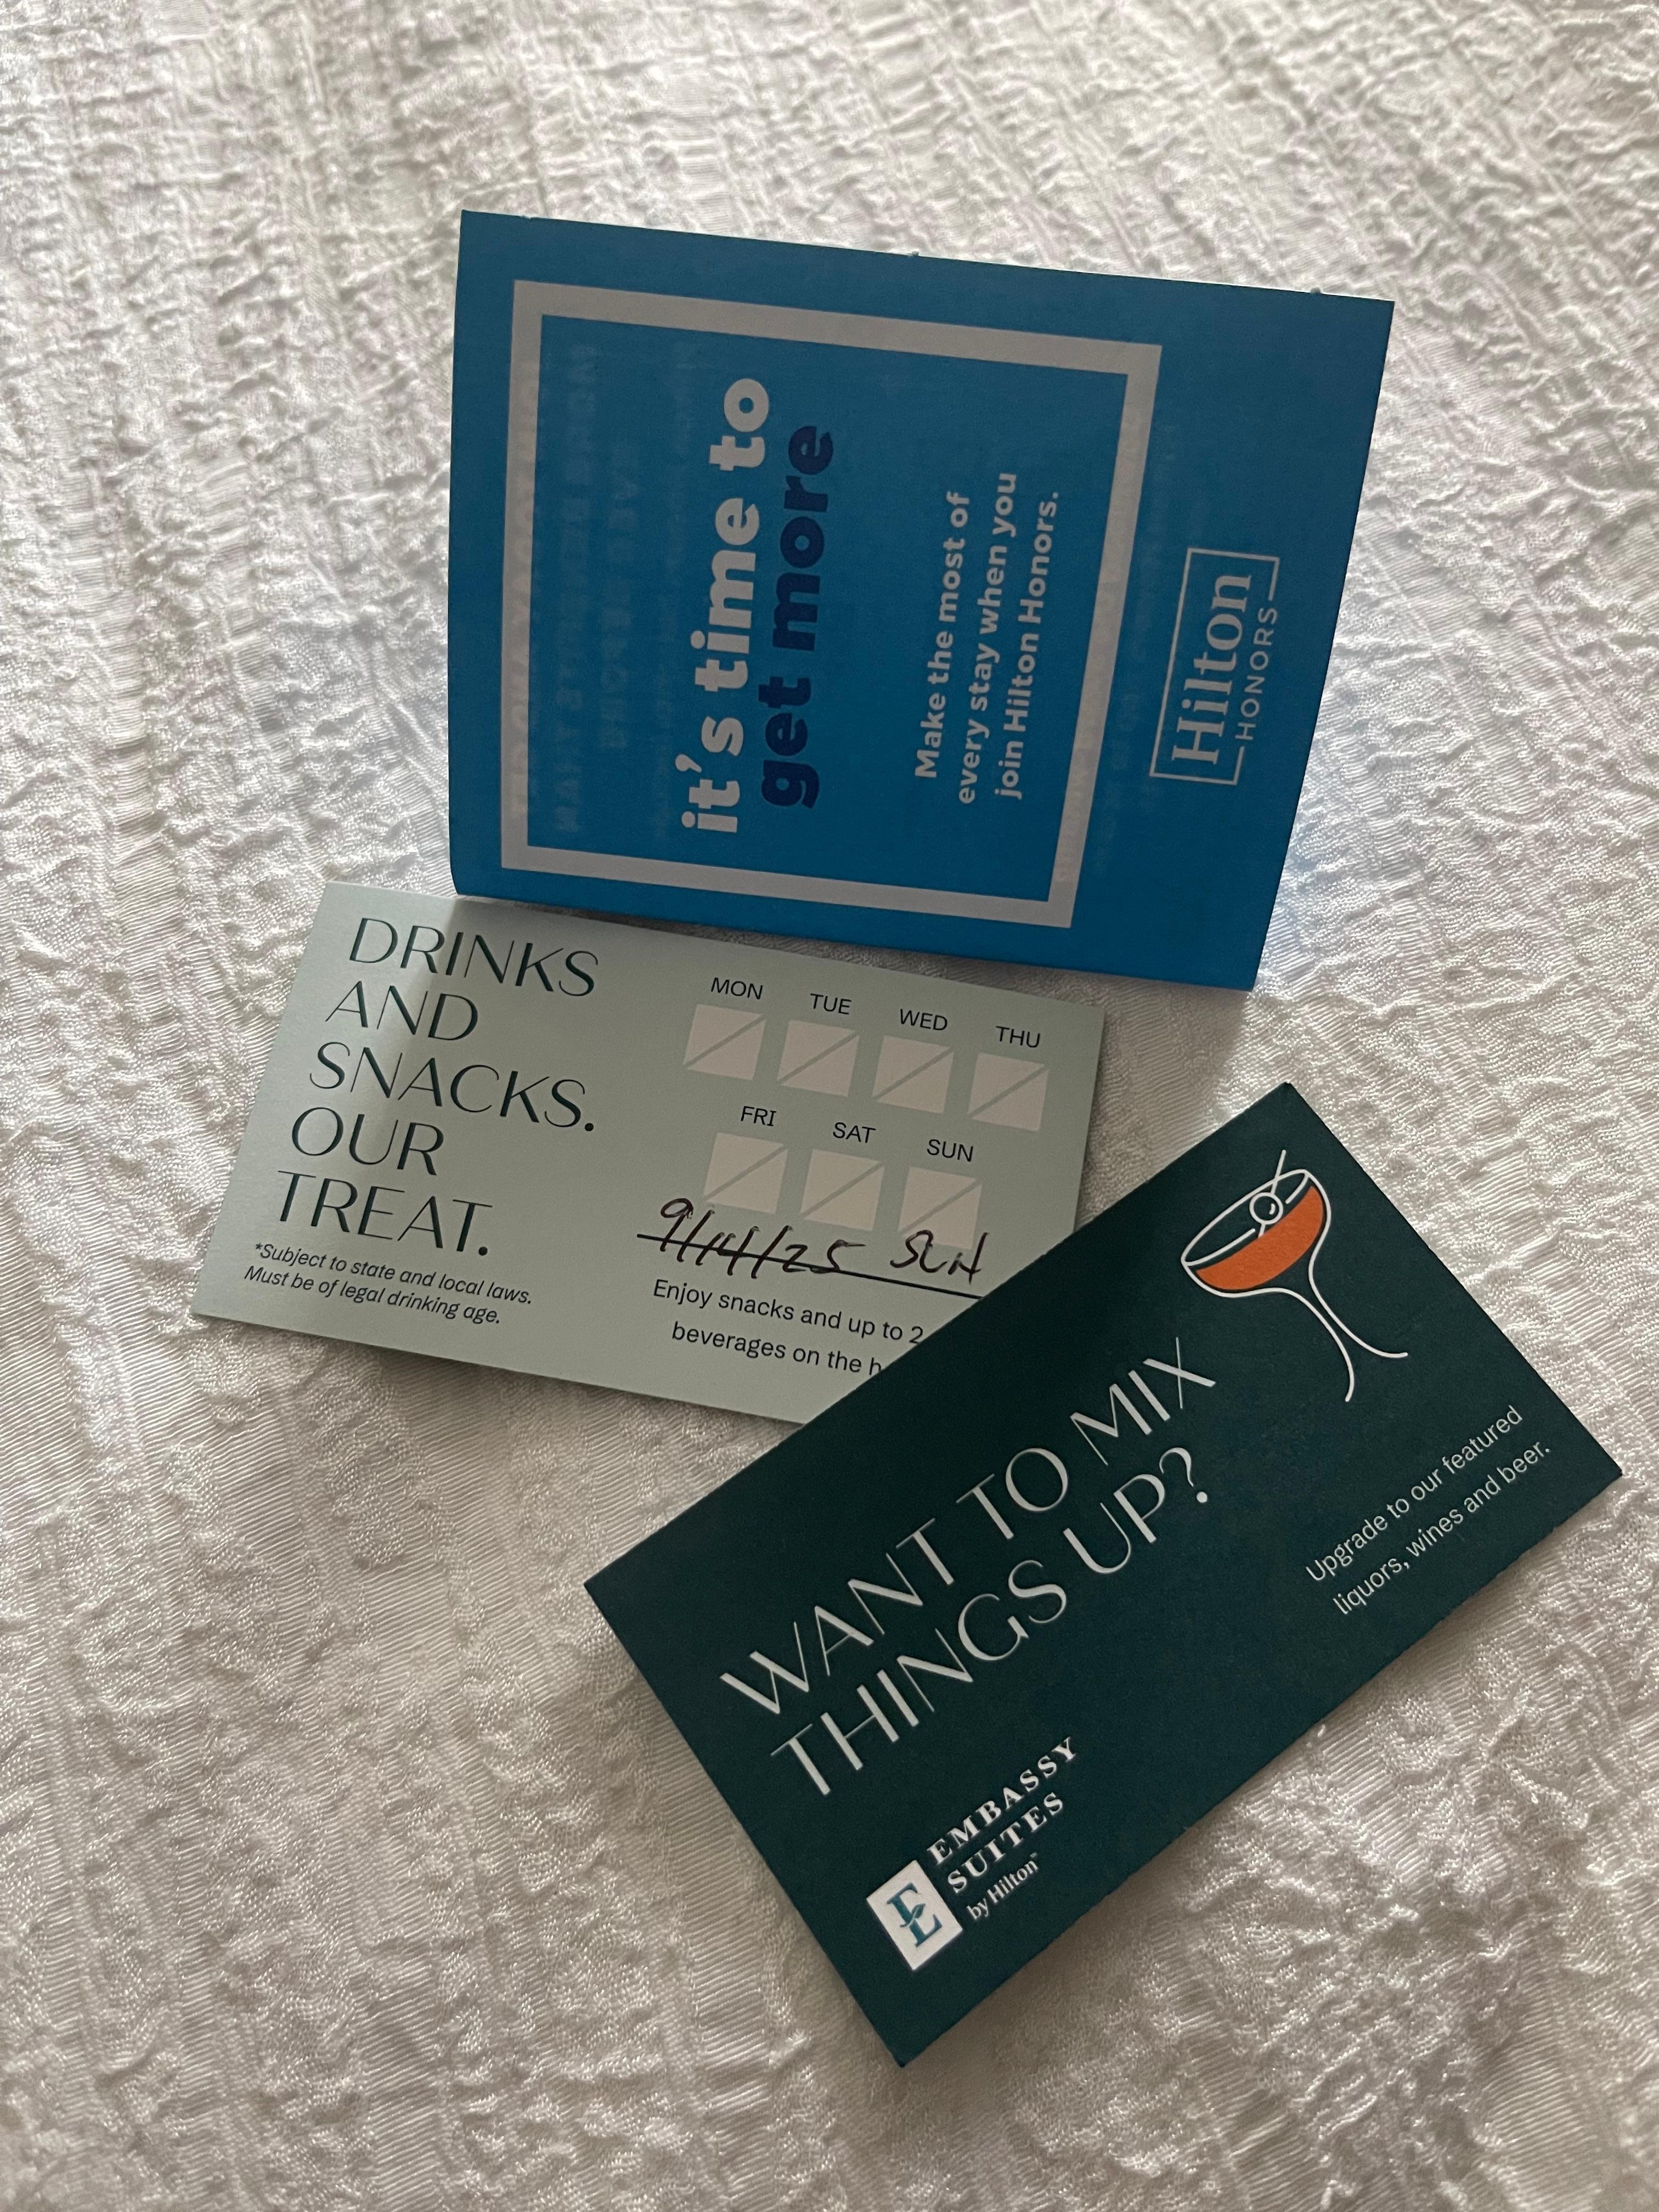 it's time to
get more
Make the most of
every stay when you
join Hilton Honors.
Hilton
HONORS
DRINKS
AND
SNACKS.
OUR
TREAT.
*Subject to state and local laws.
Must be of legal drinking age.
MON TUE WED THU
FRI SAT SUN
9/14/25 SUN
Enjoy snacks and up to 2
beverages on the
WANT TO MIX
THINGS UP?
Upgrade to our featured
liquors, wines and beer.
E
EMBASSY
SUITES
by Hilton™